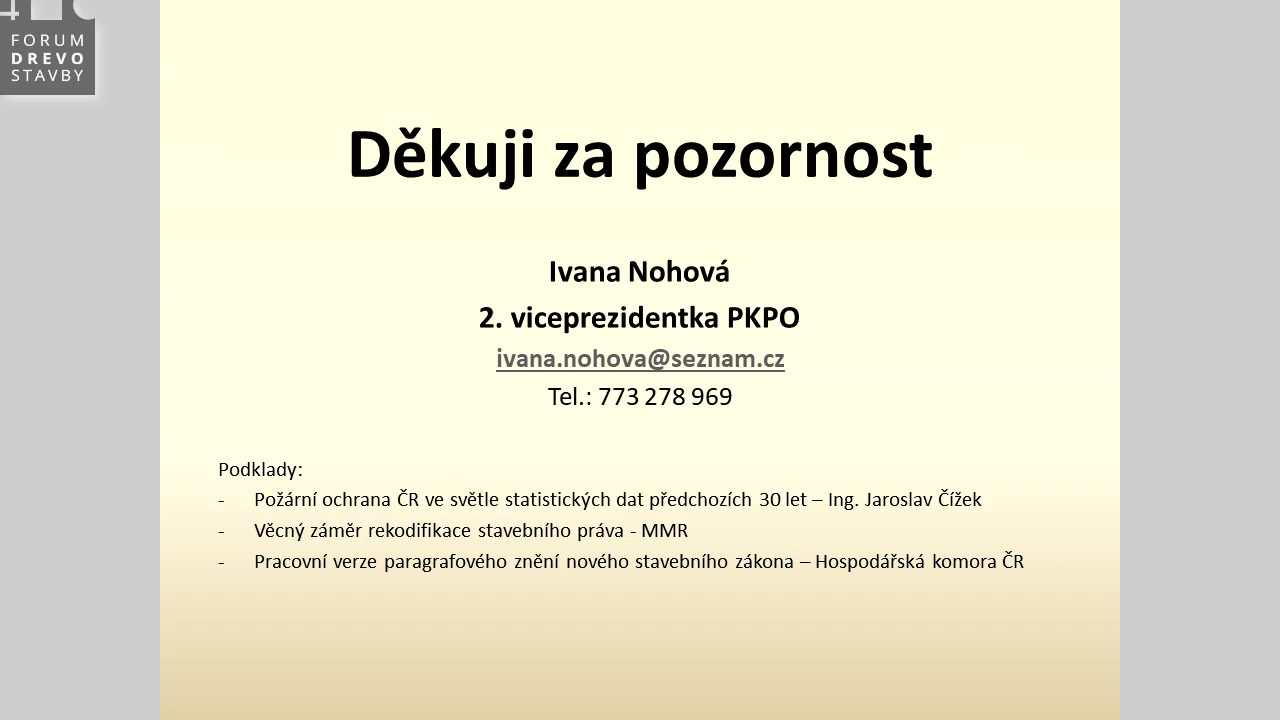 FORUM
DREVO
STAVBY
Děkuji za pozornost
Ivana Nohová
2. viceprezidentka PKPO
ivana.nohova@seznam.cz
Tel.: 773 278 969
Podklady:
- Požární ochrana ČR ve světle statistických dat předchozích 30 let – Ing. Jaroslav Čížek
- Věcný záměr rekodifikace stavebního práva - MMR
- Pracovní verze paragrafového znění nového stavebního zákona – Hospodářská komora ČR